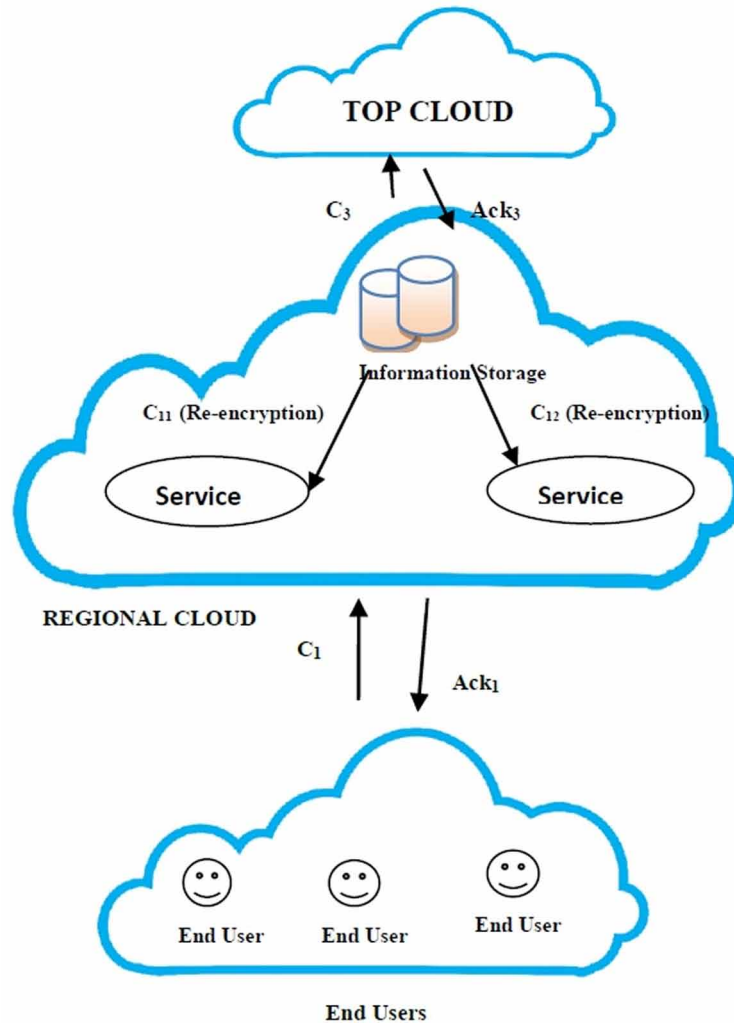 TOP CLOUD
C₃
Ack₃
Information Storage
C₁₁ (Re-encryption)
C₁₂ (Re-encryption)
Service
Service
REGIONAL CLOUD
C₁
Ack₁
End User
End User
End User
End Users